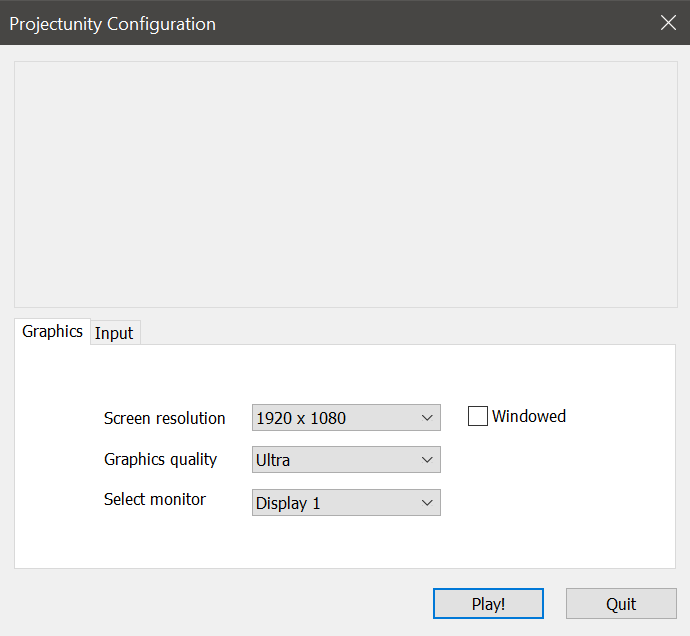 Projectunity Configuration
Graphics
Input
Screen resolution
1920 x 1080
Windowed
Graphics quality
Ultra
Select monitor
Display 1
Play!
Quit